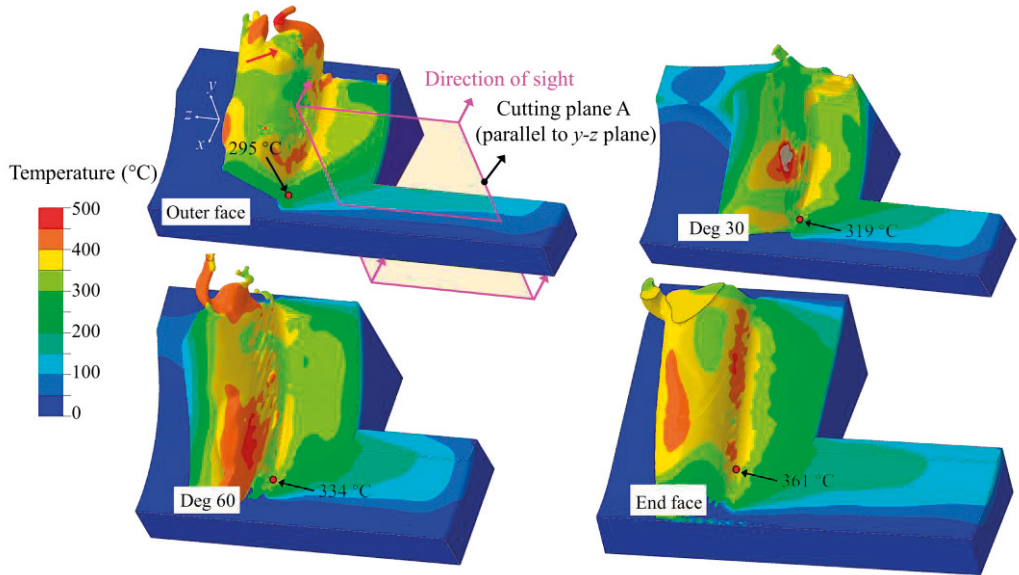 Direction of sight
Cutting plane A
(parallel to y-z plane)
y
z
x
295 °C
Temperature (°C)
500
400
300
200
100
0
Outer face
Deg 30
319 °C
Deg 60
334 °C
End face
361 °C